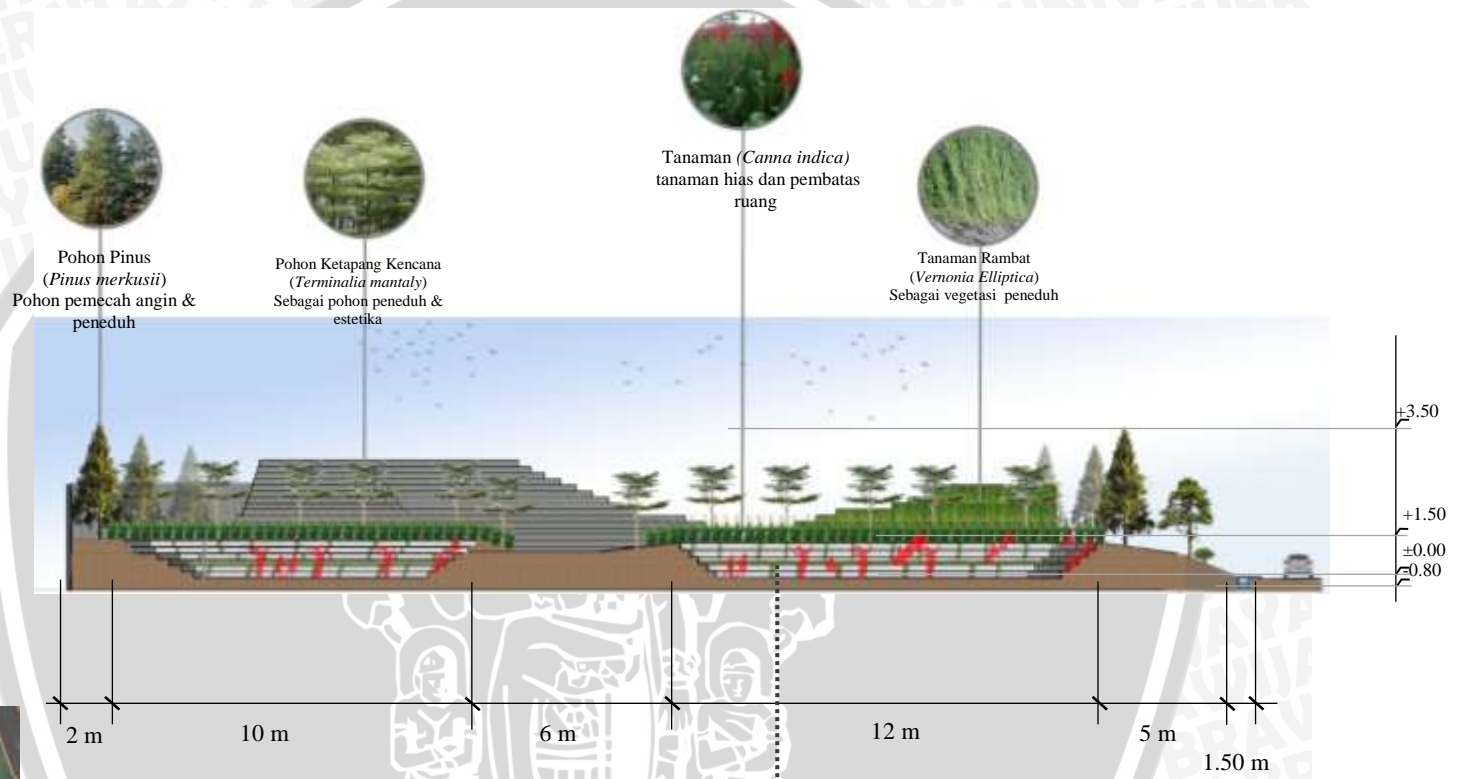 Pohon Pinus
(Pinus merkusii)
Pohon pemecah angin &
peneduh
Pohon Ketapang Kencana
(Terminalia mantaly)
Sebagai pohon peneduh &
estetika
Tanaman (Canna indica)
tanaman hias dan pembatas
ruang
Tanaman Rambat
(Vernonia Elliptica)
Sebagai vegetasi peneduh
+3.50
+1.50
±0.00
-0.80
2 m
10 m
6 m
12 m
5 m
1.50 m